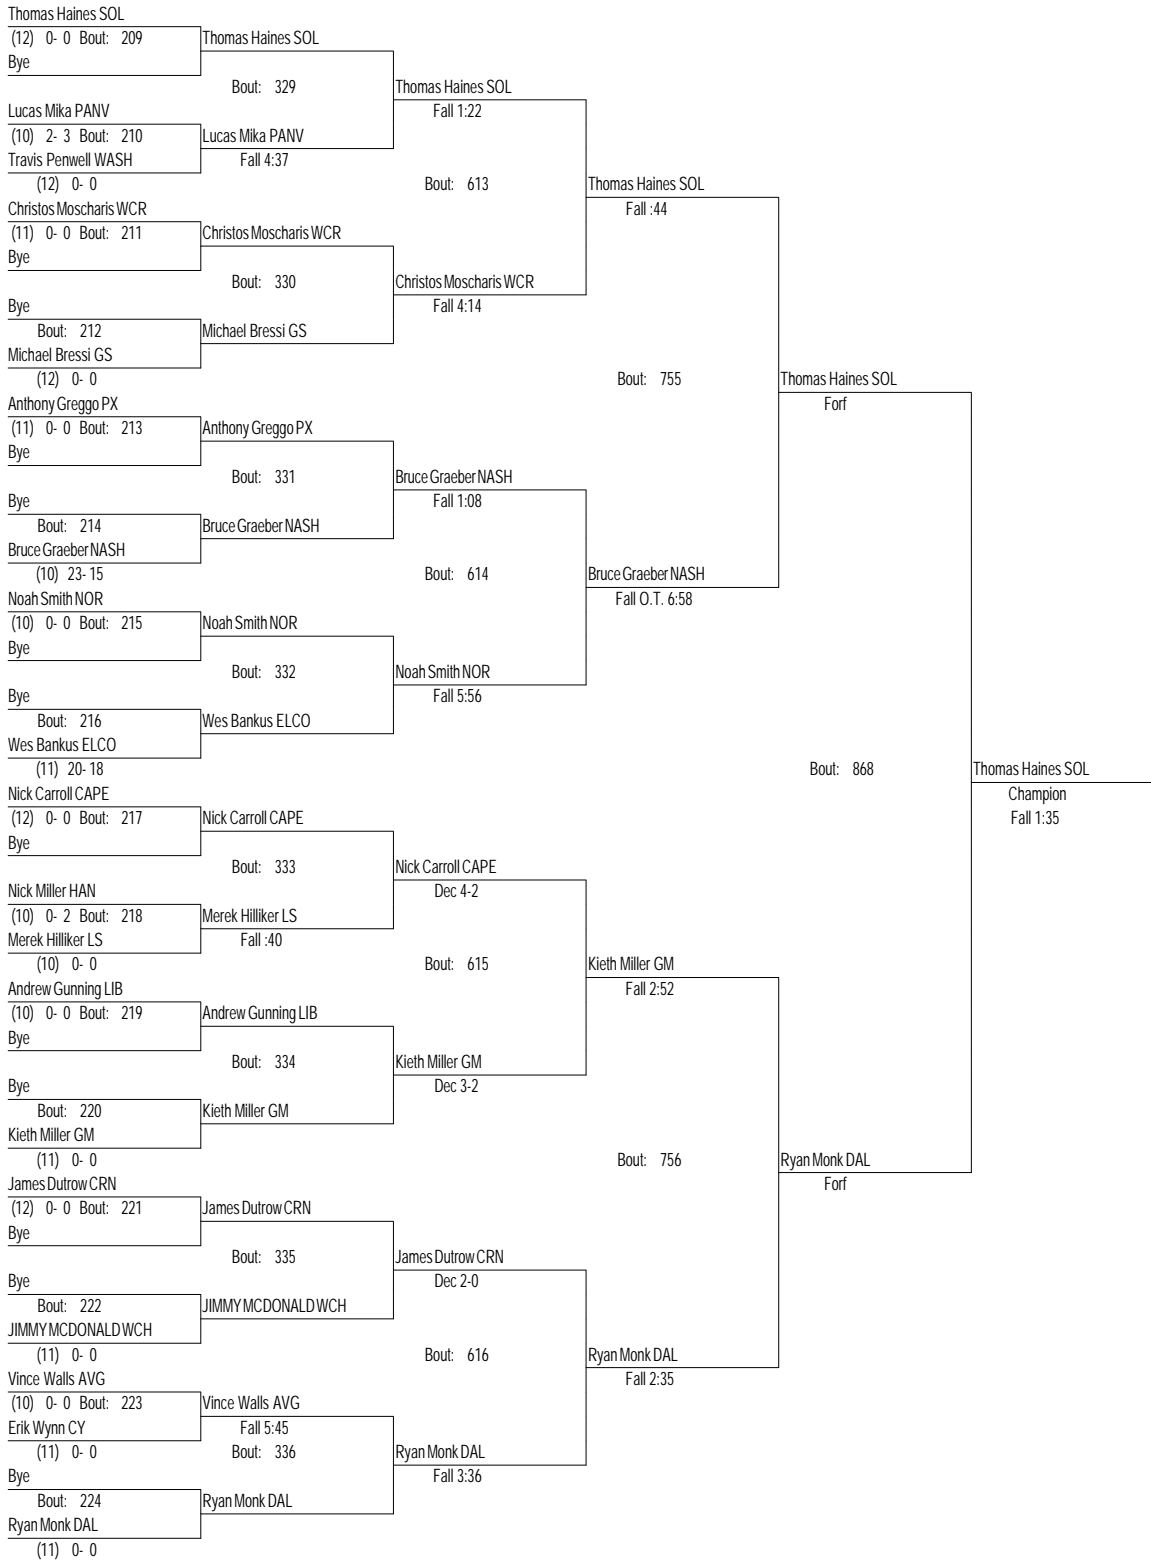 Thomas Haines SOL
(12) 0- 0 Bout: 209
Thomas Haines SOL
Bye
Bout: 329
Thomas Haines SOL
Lucas Mika PANV
Fall 1:22
(10) 2- 3 Bout: 210
Lucas Mika PANV
Travis Penwell WASH
Fall 4:37
(12) 0- 0
Bout: 613
Thomas Haines SOL
Christos Moscharis WCR
Fall :44
(11) 0- 0 Bout: 211
Christos Moscharis WCR
Bye
Bout: 330
Christos Moscharis WCR
Bye
Fall 4:14
Bout: 212
Michael Bressi GS
Michael Bressi GS
(12) 0- 0
Bout: 755
Thomas Haines SOL
Anthony Greggo PX
Forf
(11) 0- 0 Bout: 213
Anthony Greggo PX
Bye
Bout: 331
Bruce Graeber NASH
Bye
Fall 1:08
Bout: 214
Bruce Graeber NASH
Bruce Graeber NASH
(10) 23- 15
Bout: 614
Bruce Graeber NASH
Noah Smith NOR
Fall O.T. 6:58
(10) 0- 0 Bout: 215
Noah Smith NOR
Bye
Bout: 332
Noah Smith NOR
Bye
Fall 5:56
Bout: 216
Wes Bankus ELCO
Wes Bankus ELCO
(11) 20- 18
Bout: 868
Thomas Haines SOL
Nick Carroll CAPE
Champion
(12) 0- 0 Bout: 217
Nick Carroll CAPE
Fall 1:35
Bye
Bout: 333
Nick Carroll CAPE
Nick Miller HAN
Dec 4-2
(10) 0- 2 Bout: 218
Merek Hilliker LS
Merek Hilliker LS
Fall :40
(10) 0- 0
Bout: 615
Kieth Miller GM
Andrew Gunning LIB
Fall 2:52
(10) 0- 0 Bout: 219
Andrew Gunning LIB
Bye
Bout: 334
Kieth Miller GM
Bye
Dec 3-2
Bout: 220
Kieth Miller GM
Kieth Miller GM
(11) 0- 0
Bout: 756
Ryan Monk DAL
James Dutrow CRN
Forf
(12) 0- 0 Bout: 221
James Dutrow CRN
Bye
Bout: 335
James Dutrow CRN
Bye
Dec 2-0
Bout: 222
JIMMY MCDONALD WCH
JIMMY MCDONALD WCH
(11) 0- 0
Bout: 616
Ryan Monk DAL
Vince Walls AVG
Fall 2:35
(10) 0- 0 Bout: 223
Vince Walls AVG
Erik Wynn CY
Fall 5:45
(11) 0- 0
Bout: 336
Ryan Monk DAL
Bye
Fall 3:36
Bout: 224
Ryan Monk DAL
Ryan Monk DAL
(11) 0- 0